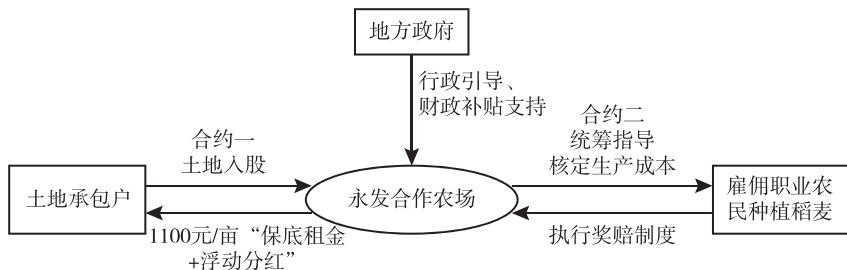 地方政府
行政引导、
财政补贴支持
合约一
土地入股
合约二
统筹指导
核定生产成本
土地承包户
永发合作农场
雇佣职业农
民种植稻麦
1100元/亩“保底租金
+浮动分红”
执行奖赔制度